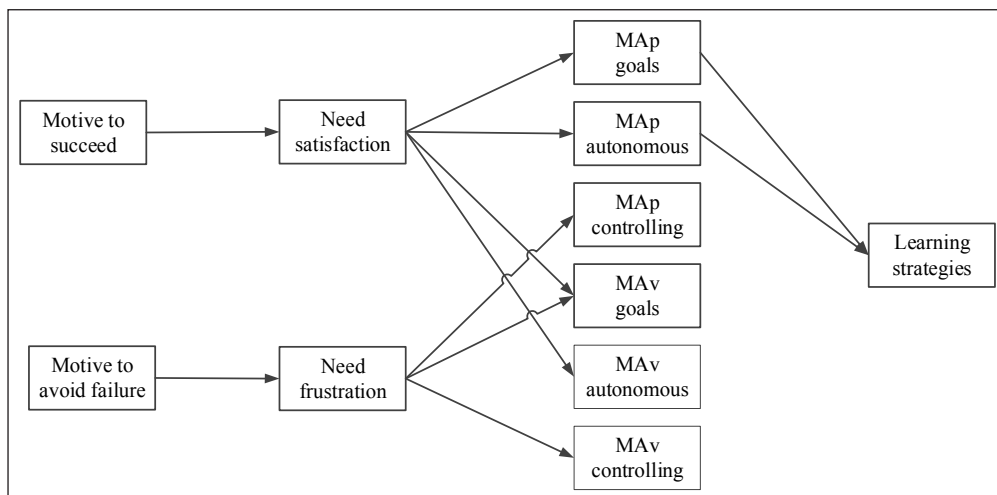 Motive to
succeed
Need
satisfaction
MAp
goals
MAp
autonomous
MAp
controlling
MAv
goals
MAv
autonomous
MAv
controlling
Learning
strategies
Motive to
avoid failure
Need
frustration